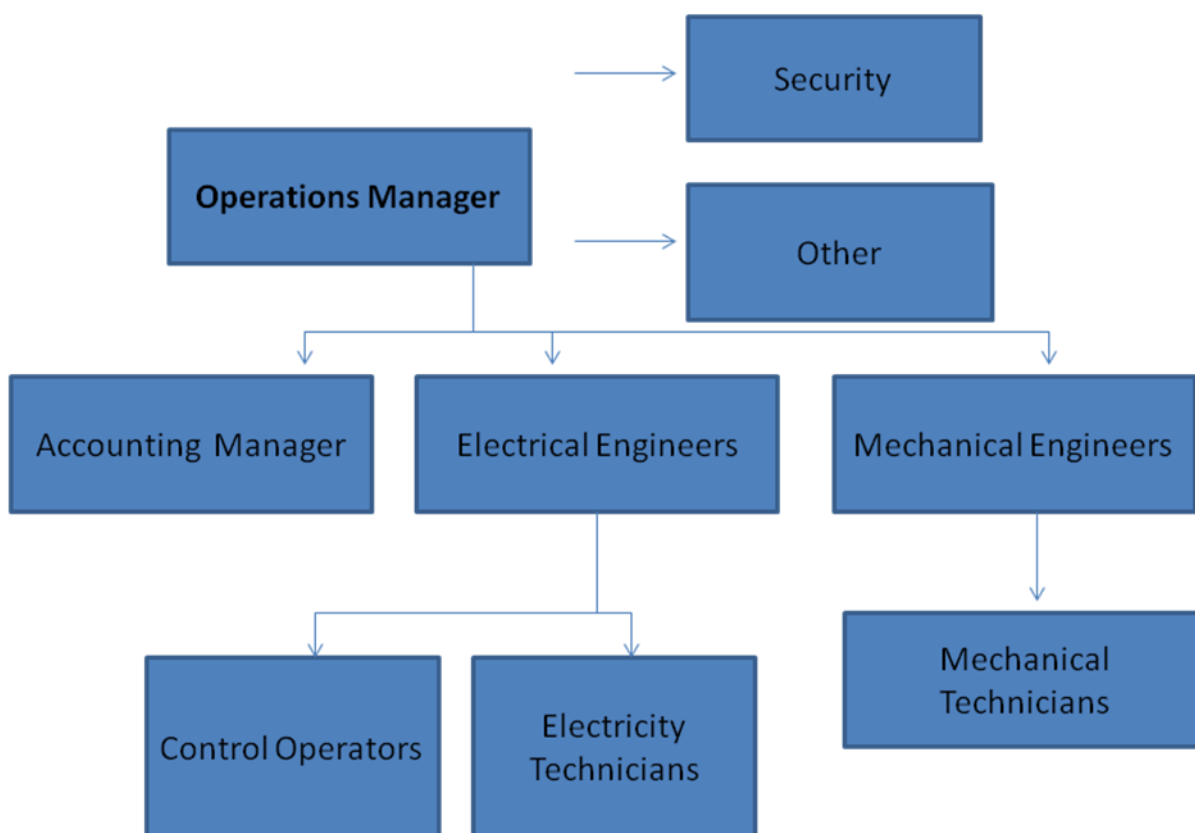 Security
Operations Manager
Other
Accounting Manager
Electrical Engineers
Mechanical Engineers
Control Operators
Electricity
Technicians
Mechanical
Technicians